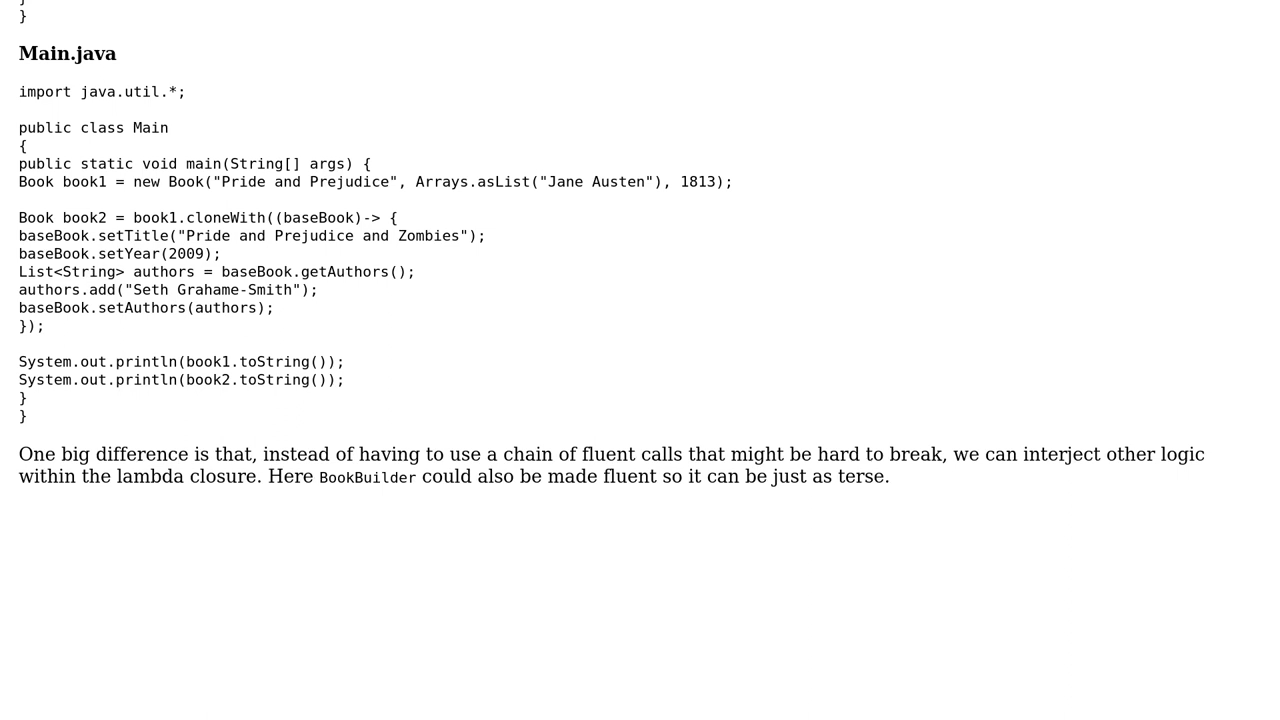 }
Main.java
import java.util.*;
public class Main
{
public static void main(String[] args) {
Book book1 = new Book("Pride and Prejudice", Arrays.asList("Jane Austen"), 1813);
Book book2 = book1.cloneWith((baseBook)-> {
baseBook.setTitle("Pride and Prejudice and Zombies");
baseBook.setYear(2009);
List<String> authors = baseBook.getAuthors();
authors.add("Seth Grahame-Smith");
baseBook.setAuthors(authors);
});
System.out.println(book1.toString());
System.out.println(book2.toString());
}
}
One big difference is that, instead of having to use a chain of fluent calls that might be hard to break, we can interject other logic
within the lambda closure. Here BookBuilder could also be made fluent so it can be just as terse.